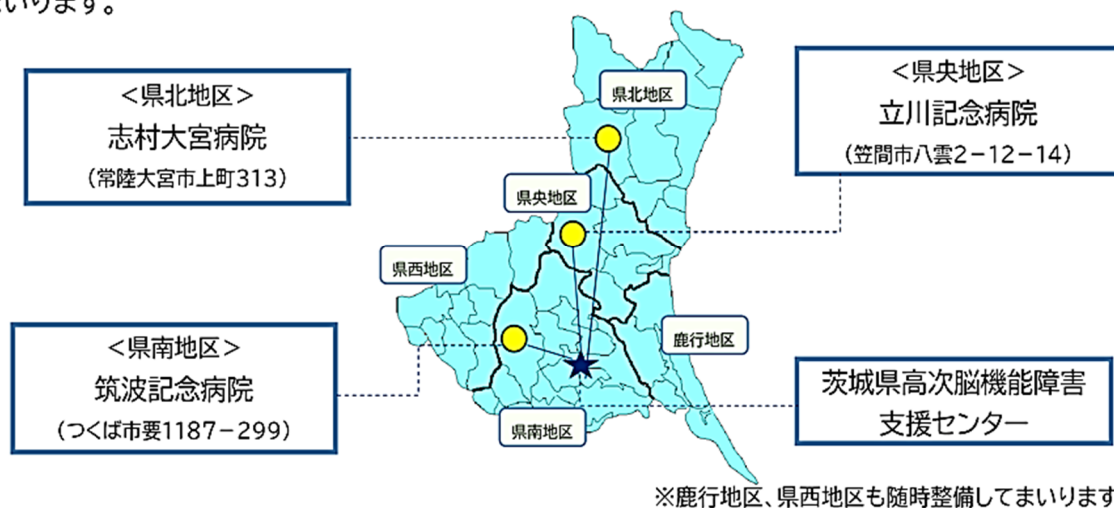 いります。
＜県北地区＞
志村大宮病院
（常陸大宮市上町313）
＜県央地区＞
立川記念病院
（笠間市八雲2－12－14）
県北地区
県央地区
県西地区
＜県南地区＞
筑波記念病院
（つくば市要1187－299）
鹿行地区
県南地区
茨城県高次脳機能障害
支援センター
※鹿行地区、県西地区も随時整備してまいります